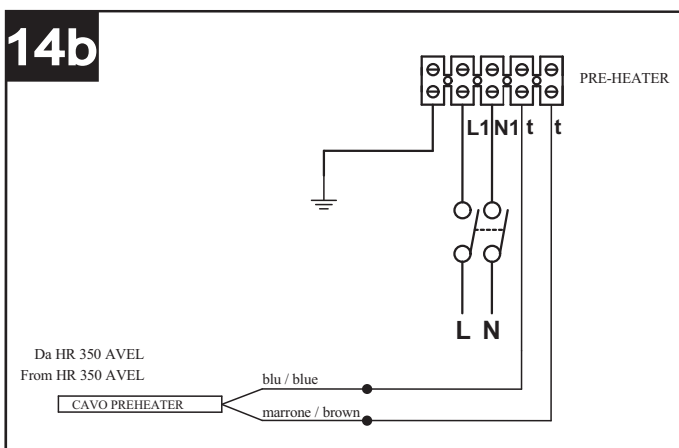 14b
PRE-HEATER
L1 N1 t t
L N
Da HR 350 AVEL
From HR 350 AVEL
CAVO PREHEATER
blu / blue
marrone / brown